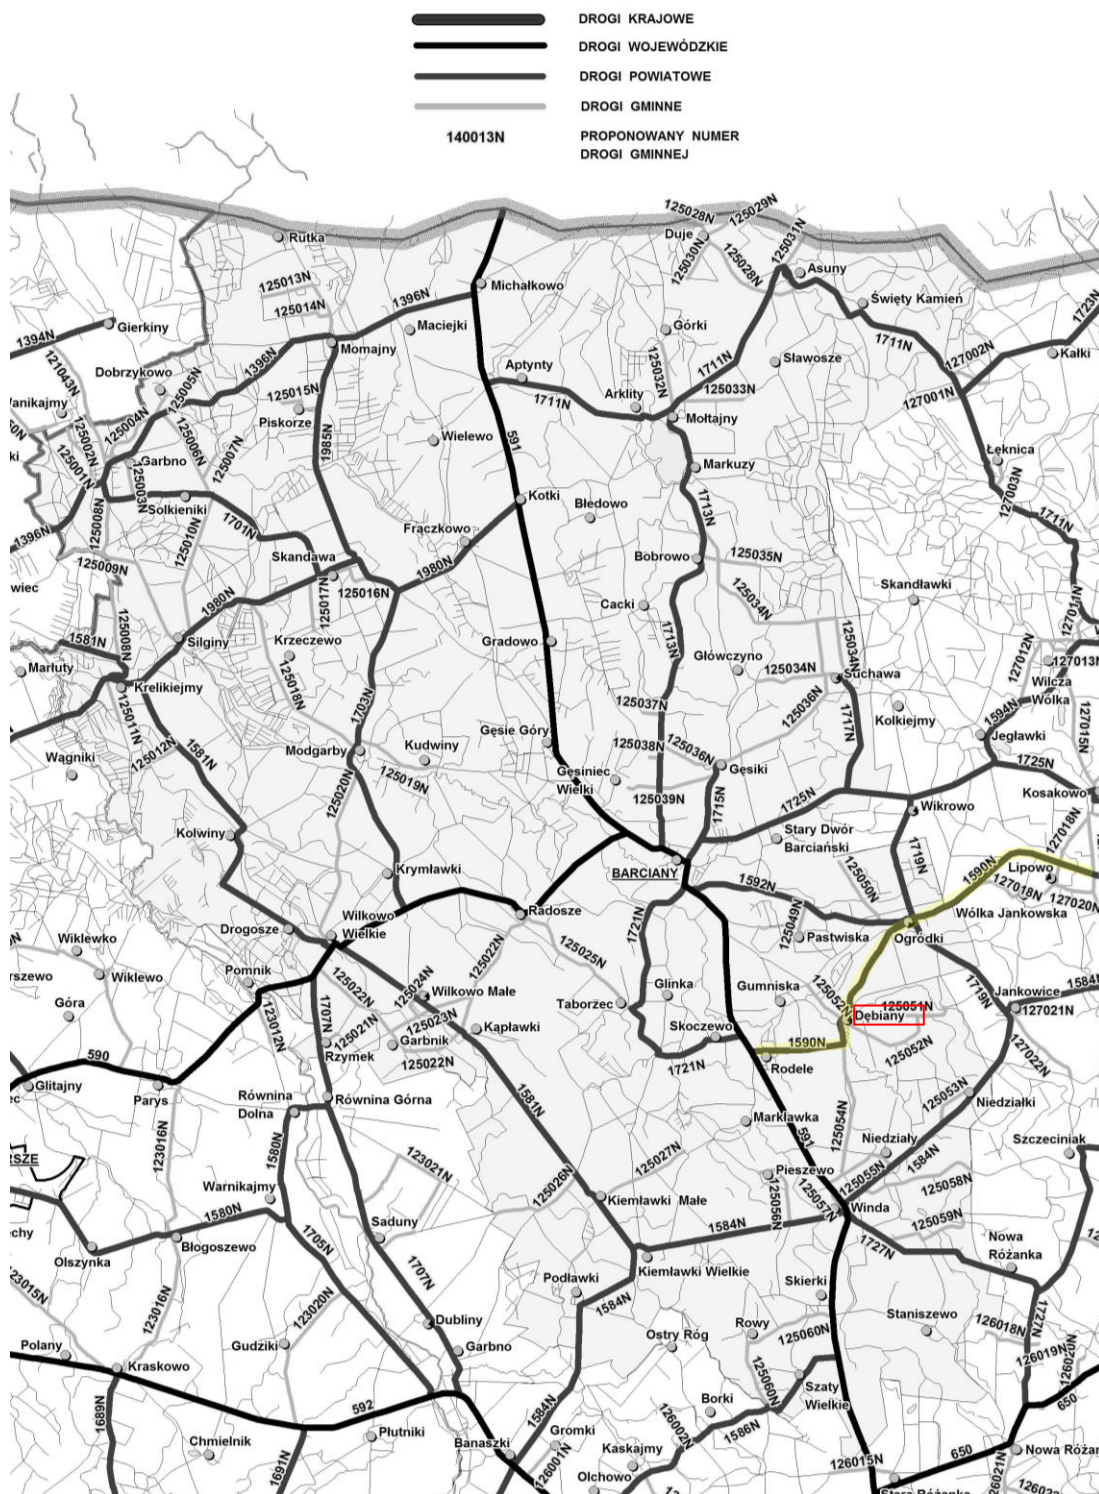 DROGI KRAJOWE
DROGI WOJEWÓDZKIE
DROGI POWIATOWE
DROGI GMINNE
140013N
PROPONOWANY NUMER
DROGI GMINNEJ
125028N
125029N
Duje
125031N
Rutka
125030N
125028N
Asuny
125013N
Michałkowo
Święty Kamień
1723N
125014N
1396N
1394N
Gierkiny
Maciejki
Górki
1711N
127002N
Momajny
Kałki
121043N
Dobrzykowo
1396N
Aptynty
1711N
Sławosze
125005N
125032N
125033N
125015N
1711N
Arklity
127001N
Piskorze
Mołtajny
125002N
125004N
125006N
125007N
1985N
Wielewo
591
125001N
Garbno
125003N
Markuzy
Łęknica
127003N
Solkieniki
Kotki
1713N
1711N
125008N
1396N
1701N
125010N
Frączkowo
Błędowo
Skandawa
125009N
1980N
Bobrowo
125035N
1980N
125017N
125016N
125034N
Skandławki
Cacki
127011N
1581N
125008N
Silginy
Krzeczewo
Gradowo
1713N
Główczyno
125034N
125034N
127012N
127013N
Marłuty
Krelikiejmy
125018N
Suchawa
Wilcza
Wólka
125011N
1703N
125037N
125036N
Kolkiejmy
1594N
127015N
125012N
1581N
Modgarby
Kudwiny
Gęsie Góry
125038N
125036N
1717N
Jegławki
Wągniki
125019N
Gęsiniec
Wielki
Gęsiki
1725N
125020N
125039N
1715N
1725N
Kosakowo
Wikrowo
Kolwiny
Stary Dwór
Barciański
127018N
1719N
BARCIANY
125050N
1590N
Lipowo
Krymławki
1592N
127018N
127020N
Wilkowo
Wielkie
Radosze
125049N
Wólka Jankowska
Drogosze
1721N
Pastwiska
Ogródki
Wiklewko
125022N
125025N
Pomnik
Wiklewo
125024N
Wilkowo Małe
Glinka
Gumniska
125052N
1719N
1584N
Jankowice
Góra
125022N
Taborzec
125051N
127021N
123012N
1707N
125023N
Kapławki
Skoczewo
Dębiany
125021N
Garbnik
1590N
125052N
590
Rzymek
125022N
1721N
Rodele
127022N
Glitajny
Parys
Równina
Dolna
Równina Górna
1581N
125053N
Niedziałki
Markławka
591
125054N
123016N
1580N
Niedziały
Szczeciniak
123021N
125027N
1584N
Pieszewo
125055N
Warnikajmy
125026N
125058N
1580N
Kiemławki Małe
125056N
125057N
Winda
Saduny
1584N
125059N
Błogoszewo
1705N
1727N
Nowa
Różanka
Olszynka
1707N
Kiemławki Wielkie
Podławki
Skierki
123015N
123016N
123020N
1584N
Staniszewo
1727N
Dubliny
Rowy
125060N
126018N
Polany
Gudziki
Garbno
Ostry Róg
126019N
126020N
Kraskowo
125060N
Szaty
Wielkie
1689N
592
1584N
Borki
650
Płutniki
126002N
1586N
Chmielnik
Banaszki
Gromki
650
Nowa Różan
1691N
126001N
Kaskajmy
126015N
126021N
Olchowo
Stara Różanka